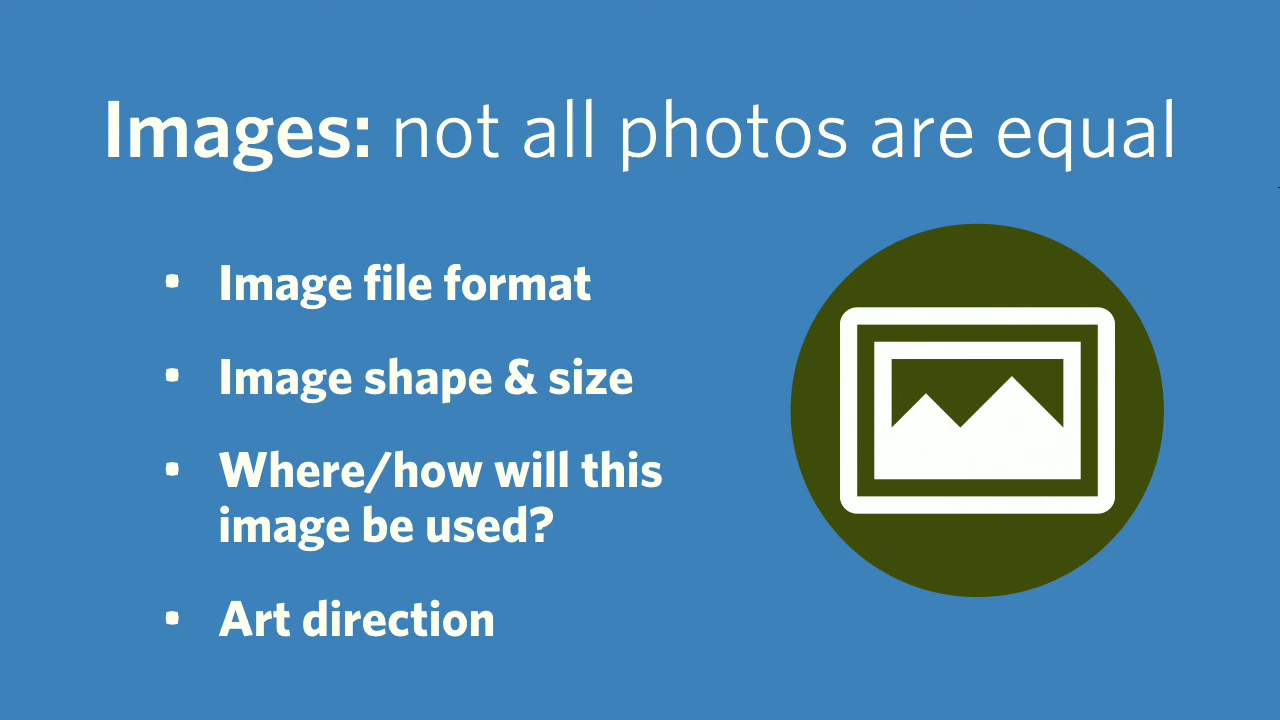 Images: not all photos are equal
• Image file format
• Image shape & size
• Where/how will this
image be used?
• Art direction